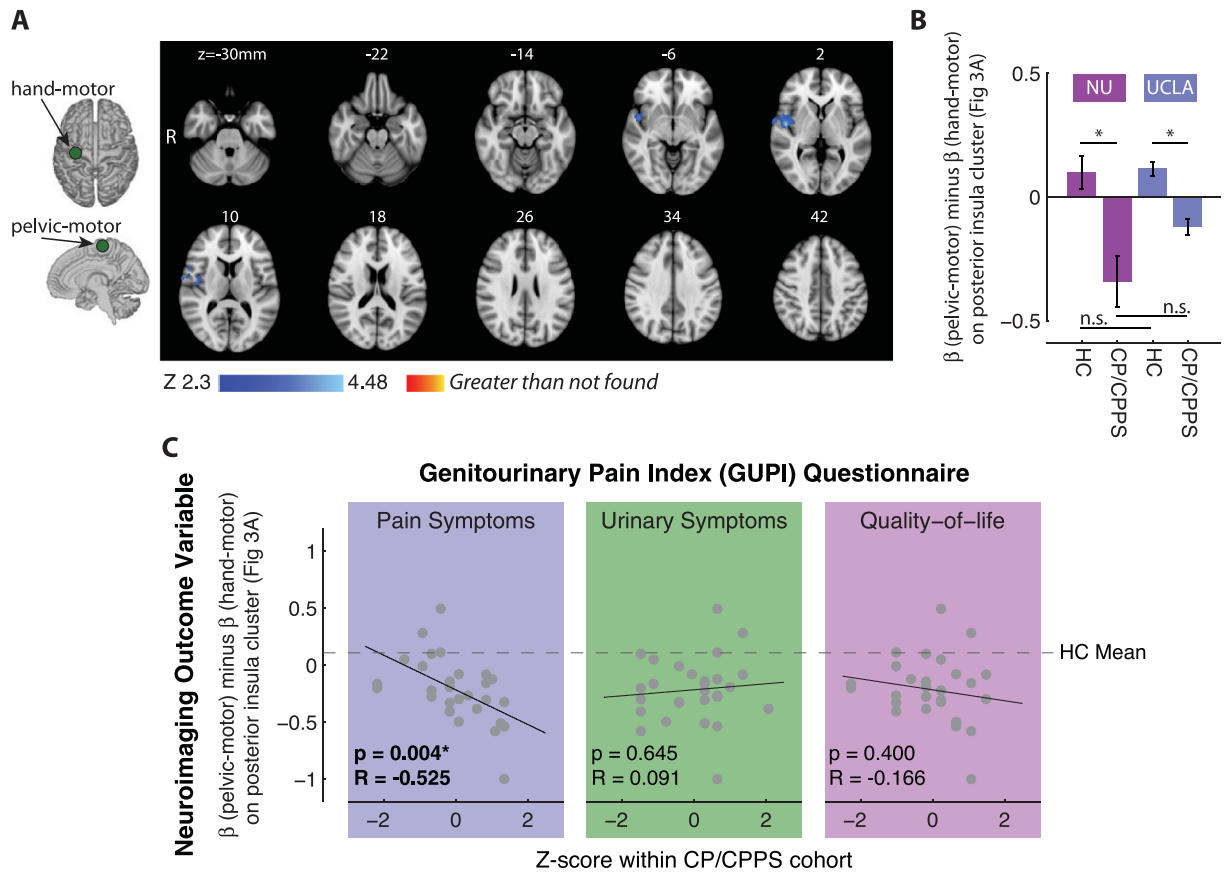 A
z=-30mm
-22
-14
-6
2
hand-motor
R
pelvic-motor
10
18
26
34
42
Z 2.3
4.48
Greater than not found
B
β (pelvic-motor) minus β (hand-motor)
on posterior insula cluster (Fig 3A)
0.5
0
−0.5
NU
UCLA
*
*
n.s.
n.s.
HC
CP/CPPS
HC
CP/CPPS
C
Genitourinary Pain Index (GUPI) Questionnaire
Neuroimaging Outcome Variable
β (pelvic-motor) minus β (hand-motor)
on posterior insula cluster (Fig 3A)
1
0.5
0
−0.5
−1
Pain Symptoms
Urinary Symptoms
Quality−of−life
HC Mean
p = 0.004*
R = -0.525
p = 0.645
R = 0.091
p = 0.400
R = -0.166
−2
0
2
−2
0
2
−2
0
2
Z-score within CP/CPPS cohort